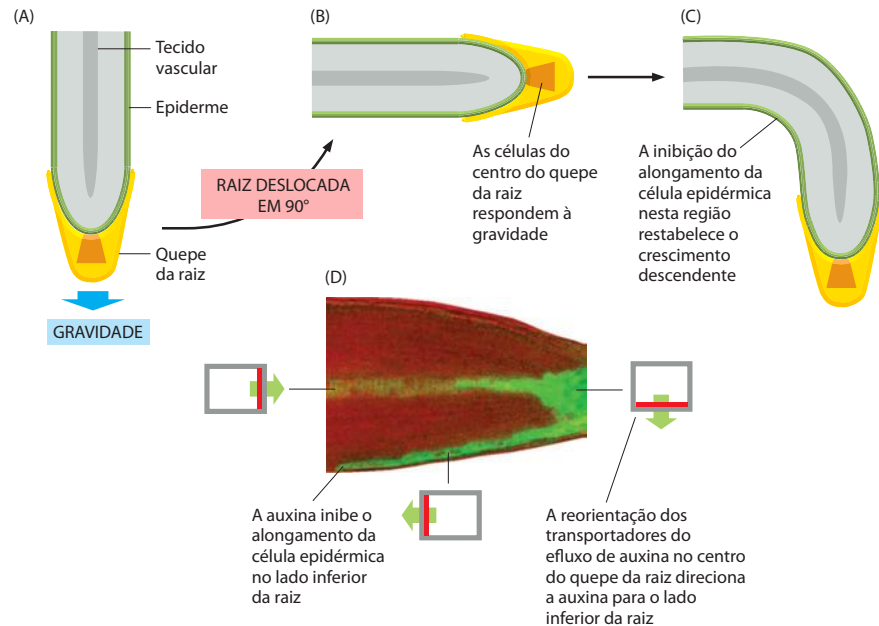 (A)
Tecido
vascular
Epiderme
Quepe
da raiz
GRAVIDADE
RAIZ DESLOCADA
EM 90°
(B)
As células do
centro do quepe
da raiz
respondem à
gravidade
(C)
A inibição do
alongamento da
célula epidérmica
nesta região
restabelece o
crescimento
descendente
(D)
A auxina inibe o
alongamento da
célula epidérmica
no lado inferior
da raiz
A reorientação dos
transportadores do
efluxo de auxina no centro
do quepe da raiz direciona
a auxina para o lado
inferior da raiz